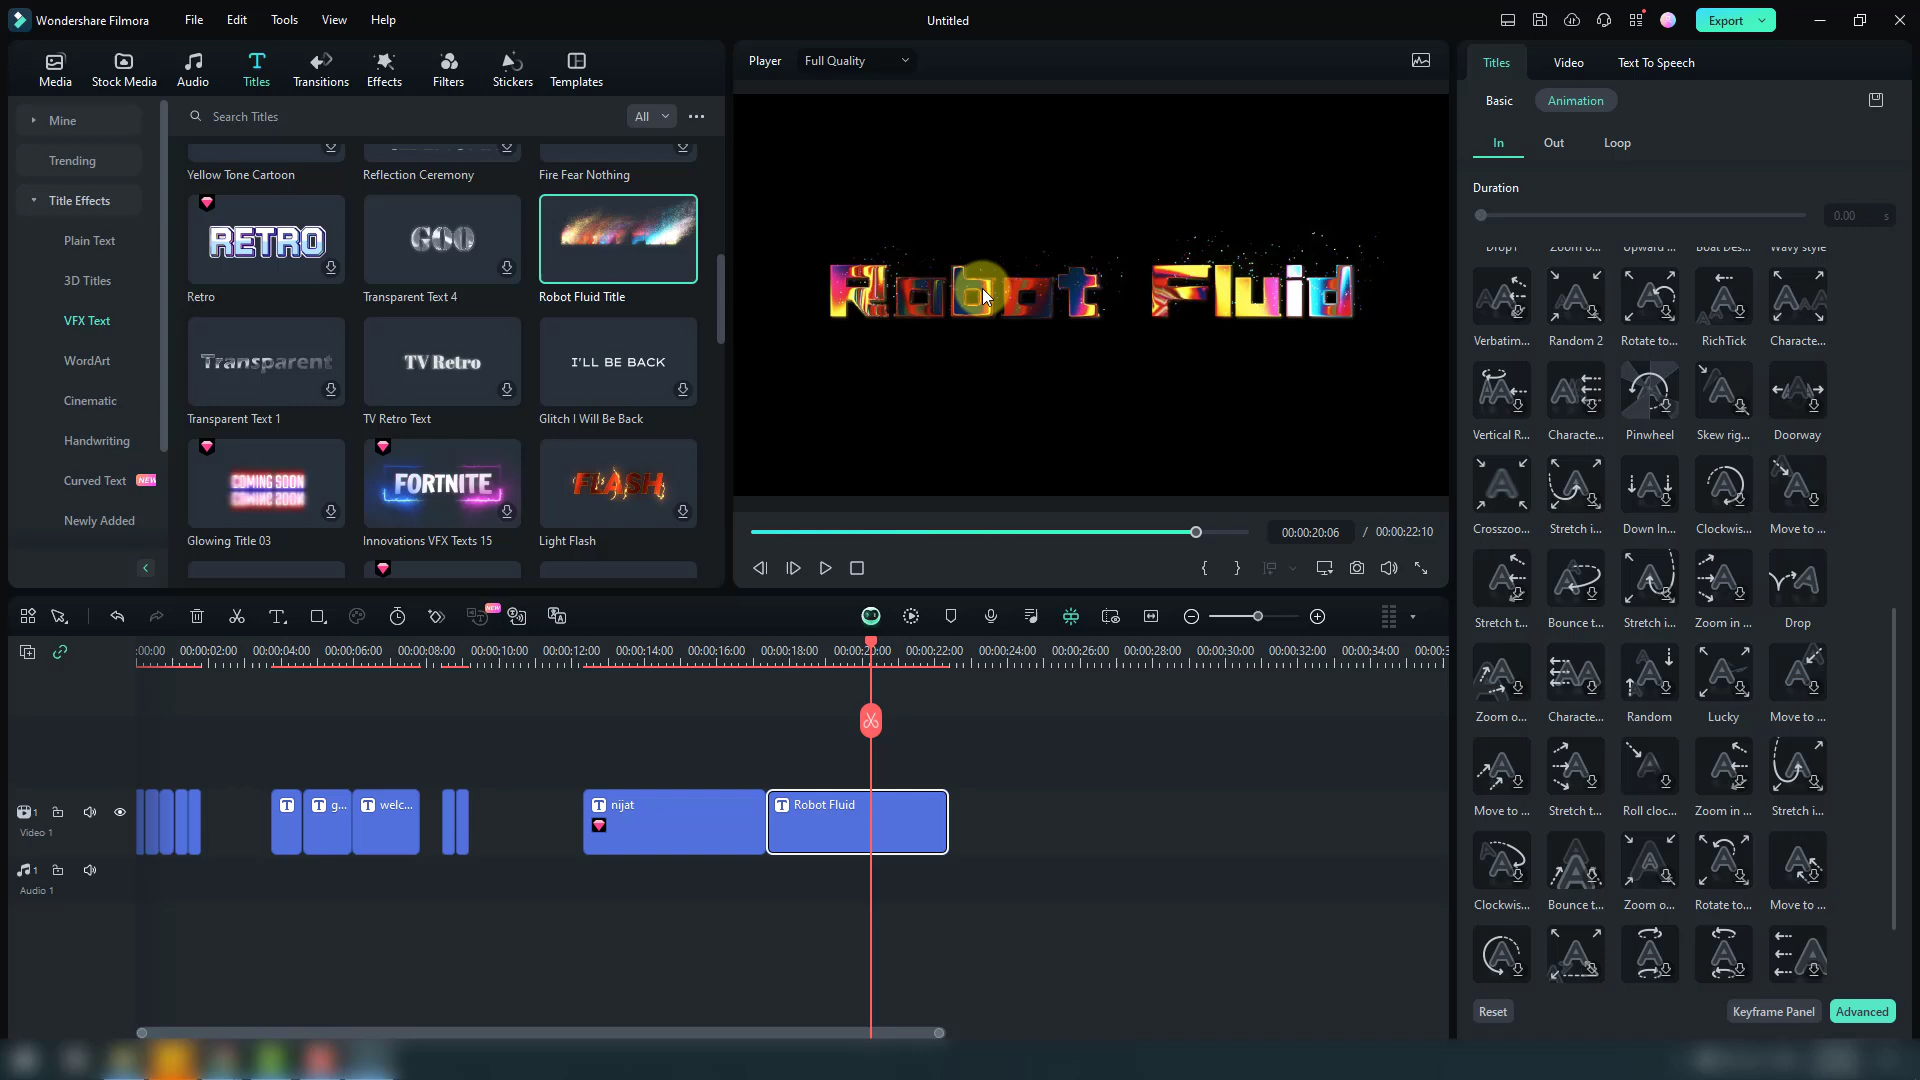 Wondershare Filmora
File
Edit
Tools
View
Help
Untitled
Export
Media
Stock Media
Audio
Titles
Transitions
Effects
Filters
Stickers
Templates
Mine
Trending
Title Effects
Plain Text
3D Titles
VFX Text
WordArt
Cinematic
Handwriting
Curved Text
NEW
Newly Added
Search Titles
All
Yellow Tone Cartoon
Reflection Ceremony
Fire Fear Nothing
RETRO
GOO
Retro
Transparent Text 4
Robot Fluid Title
Transparent
TV Retro
I'LL BE BACK
Transparent Text 1
TV Retro Text
Glitch I Will Be Back
COMING SOON
FORTNITE
FLASH
Glowing Title 03
Innovations VFX Texts 15
Light Flash
Player
Full Quality
Robot Fluid
00:00:20:06 / 00:00:22:10
Titles
Video
Text To Speech
Basic
Animation
In
Out
Loop
Duration
0.00 s
Drop1
Zoom o...
Upward ...
Boat Des...
Wavy style
Verbatim...
Random 2
Rotate to...
RichTick
Characte...
Vertical R...
Characte...
Pinwheel
Skew rig...
Doorway
Crosszoo...
Stretch i...
Down In...
Clockwis...
Move to ...
Stretch t...
Bounce t...
Stretch i...
Zoom in ...
Drop
Zoom o...
Characte...
Random
Lucky
Move to ...
Move to ...
Stretch t...
Roll cloc...
Zoom in ...
Stretch i...
Clockwis...
Bounce t...
Zoom o...
Rotate to...
Move to ...
Reset
Keyframe Panel
Advanced
NEW
:00:00
00:00:02:00
00:00:04:00
00:00:06:00
00:00:08:00
00:00:10:00
00:00:12:00
00:00:14:00
00:00:16:00
00:00:18:00
00:00:20:00
00:00:22:00
00:00:24:00
00:00:26:00
00:00:28:00
00:00:30:00
00:00:32:00
00:00:34:00
1
Video 1
g...
welc...
nijat
Robot Fluid
1
Audio 1